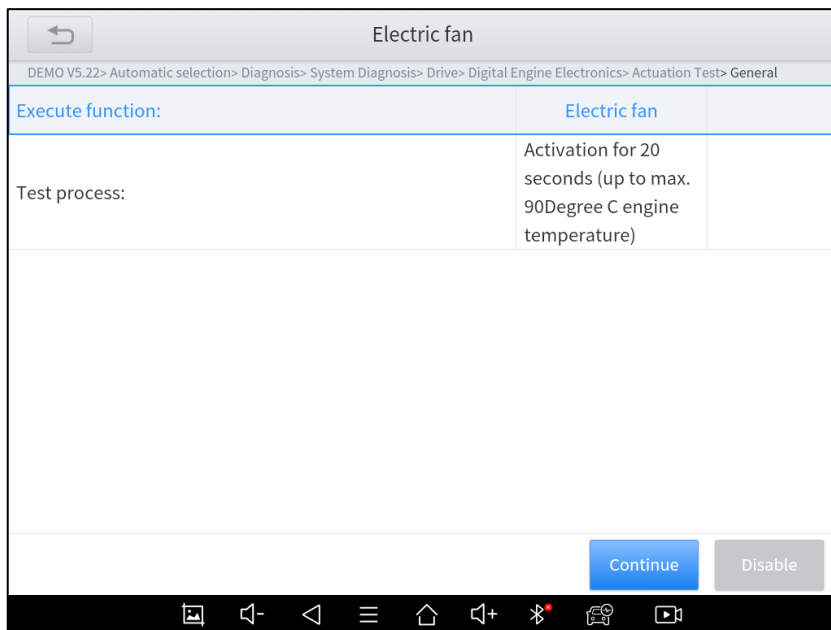 Electric fan
DEMO V5.22> Automatic selection> Diagnosis> System Diagnosis> Drive> Digital Engine Electronics> Actuation Test> General
Execute function:
Electric fan
Test process:
Activation for 20
seconds (up to max.
90Degree C engine
temperature)
Continue
Disable